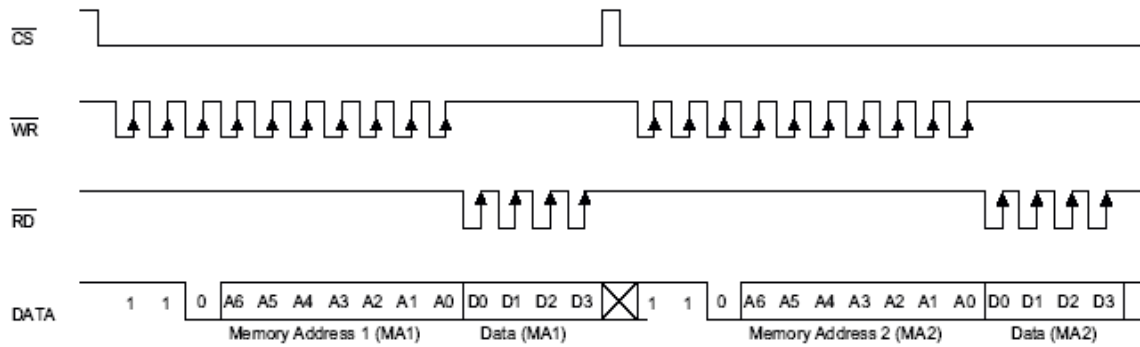 CS
WR
RD
DATA 1 1 0 A6 A5 A4 A3 A2 A1 A0 D0 D1 D2 D3 1 1 0 A6 A5 A4 A3 A2 A1 A0 D0 D1 D2 D3
Memory Address 1 (MA1) Data (MA1) Memory Address 2 (MA2) Data (MA2)